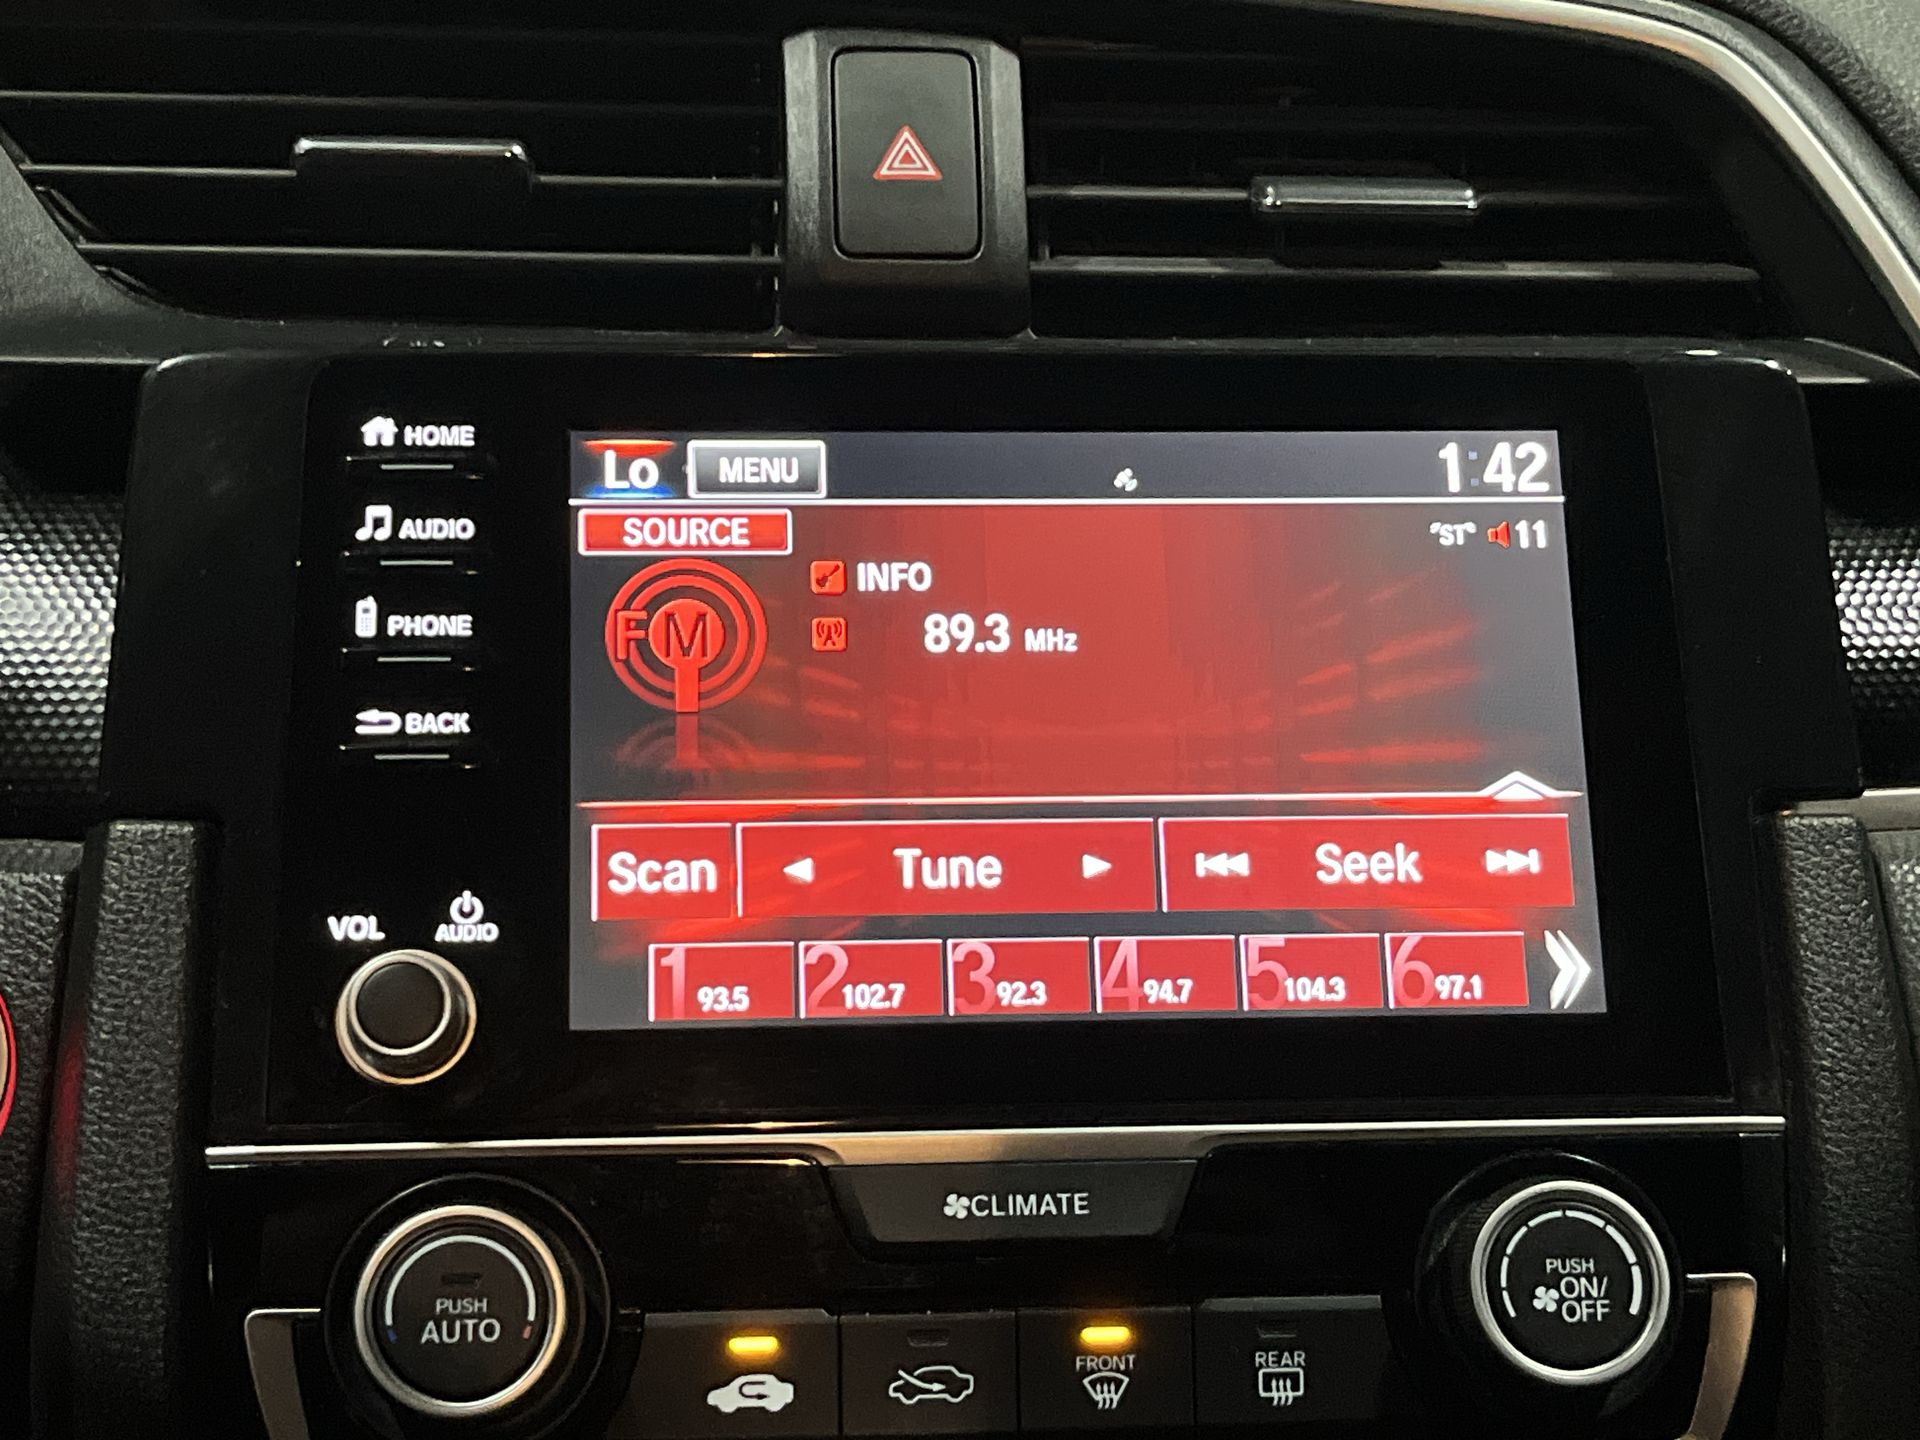 HOME
AUDIO
PHONE
BACK
VOL
AUDIO
Lo MENU 1:42
SOURCE
"ST" 11
FM
INFO
89.3 MHz
Scan Tune Seek
1 93.5 2 102.7 3 92.3 4 94.7 5 104.3 6 97.1
CLIMATE
PUSH
AUTO
FRONT
REAR
PUSH
ON/
OFF